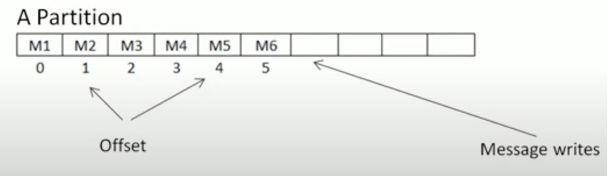 A Partition
M1 M2 M3 M4 M5 M6
0 1 2 3 4 5
Offset
Message writes